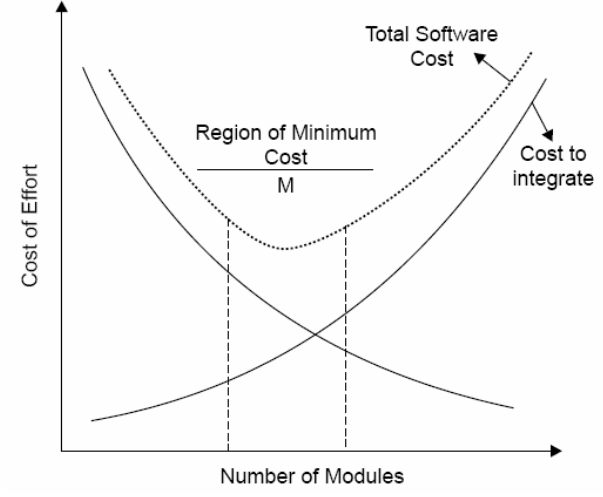 Total Software
Cost
Region of Minimum
Cost
M
Cost to
integrate
Cost of Effort
Number of Modules